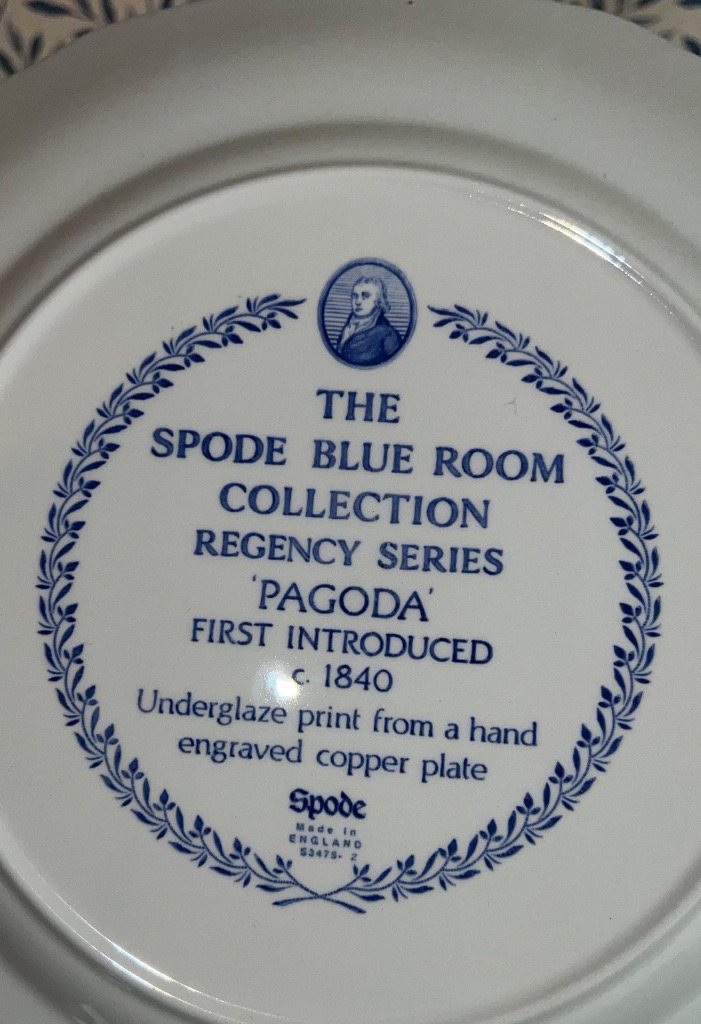 THE
SPODE BLUE ROOM
COLLECTION
REGENCY SERIES
'PAGODA'
FIRST INTRODUCED
c. 1840
Underglaze print from a hand
engraved copper plate
Spode
Made in
ENGLAND
S3475- Z